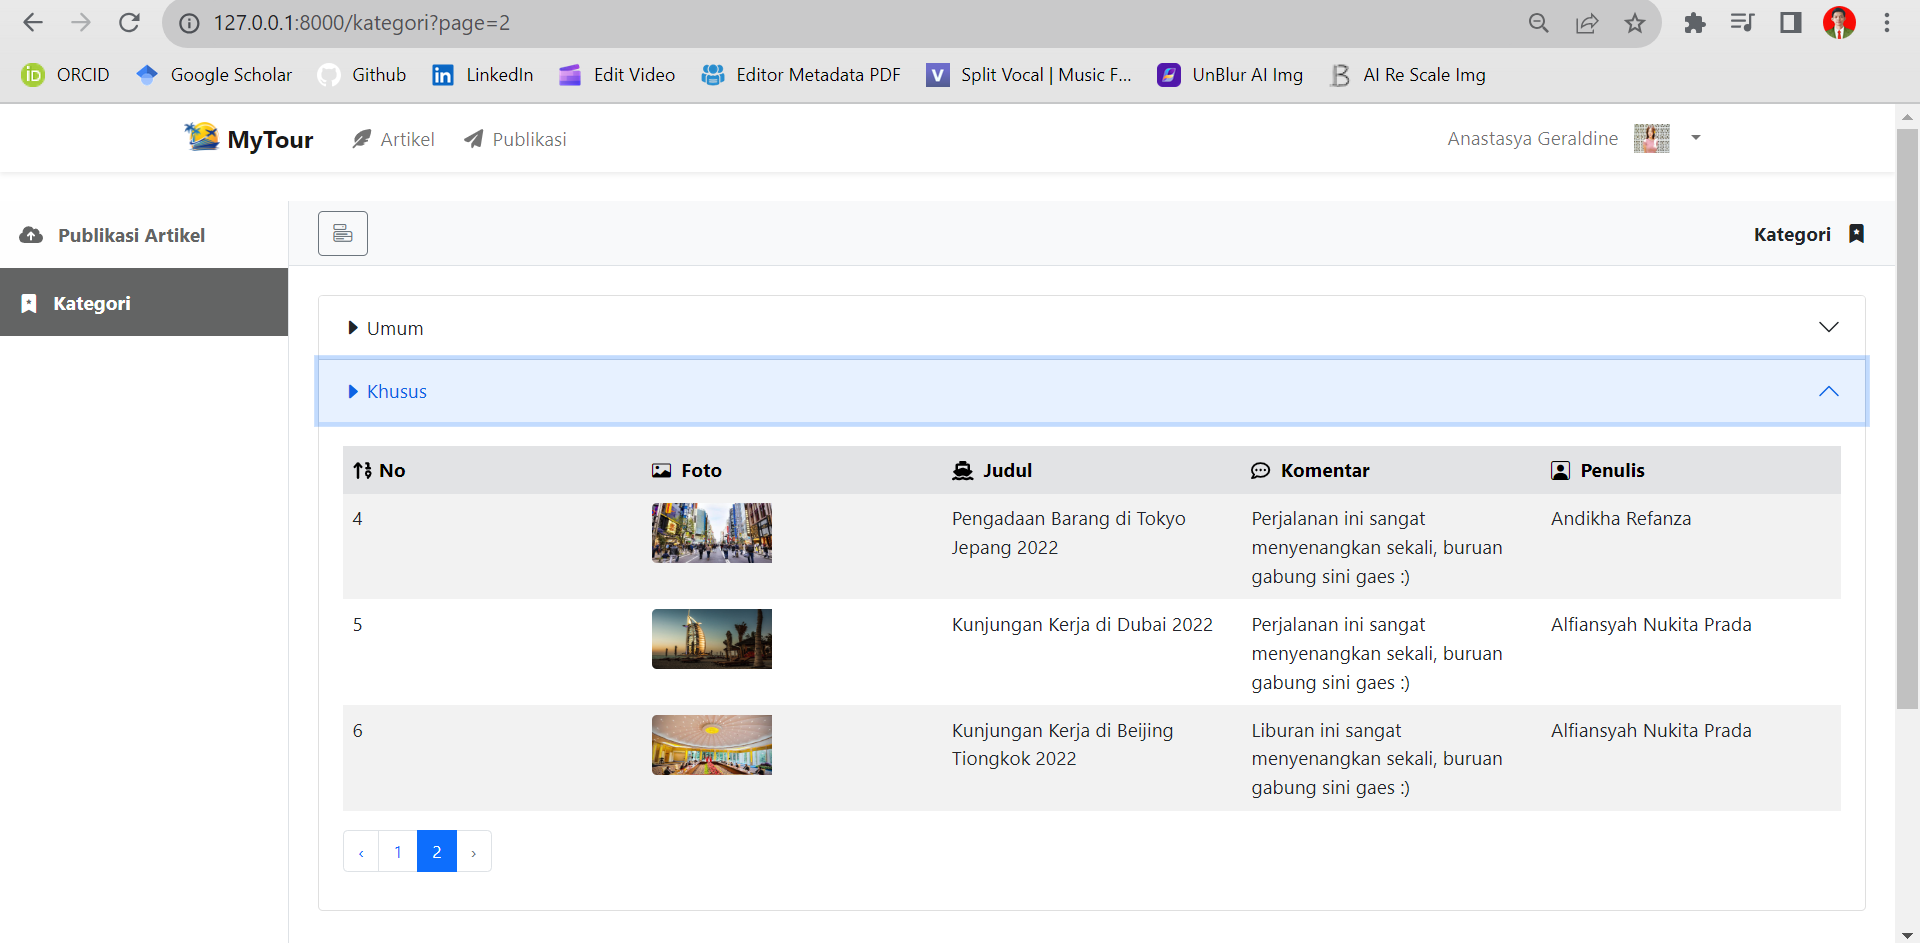 127.0.0.1:8000/kategori?page=2
ORCID Google Scholar Github LinkedIn Edit Video Editor Metadata PDF Split Vocal | Music F... UnBlur AI Img AI Re Scale Img
MyTour Artikel Publikasi Anastasya Geraldine
Publikasi Artikel
Kategori
Kategori
Umum
Khusus
No Foto Judul Komentar Penulis
4 Pengadaan Barang di Tokyo Perjalanan ini sangat Andikha Refanza
Jepang 2022 menyenangkan sekali, buruan
gabung sini gaes :)
5 Kunjungan Kerja di Dubai 2022 Perjalanan ini sangat Alfiansyah Nukita Prada
menyenangkan sekali, buruan
gabung sini gaes :)
6 Kunjungan Kerja di Beijing Liburan ini sangat Alfiansyah Nukita Prada
Tiongkok 2022 menyenangkan sekali, buruan
gabung sini gaes :)
‹ 1 2 ›